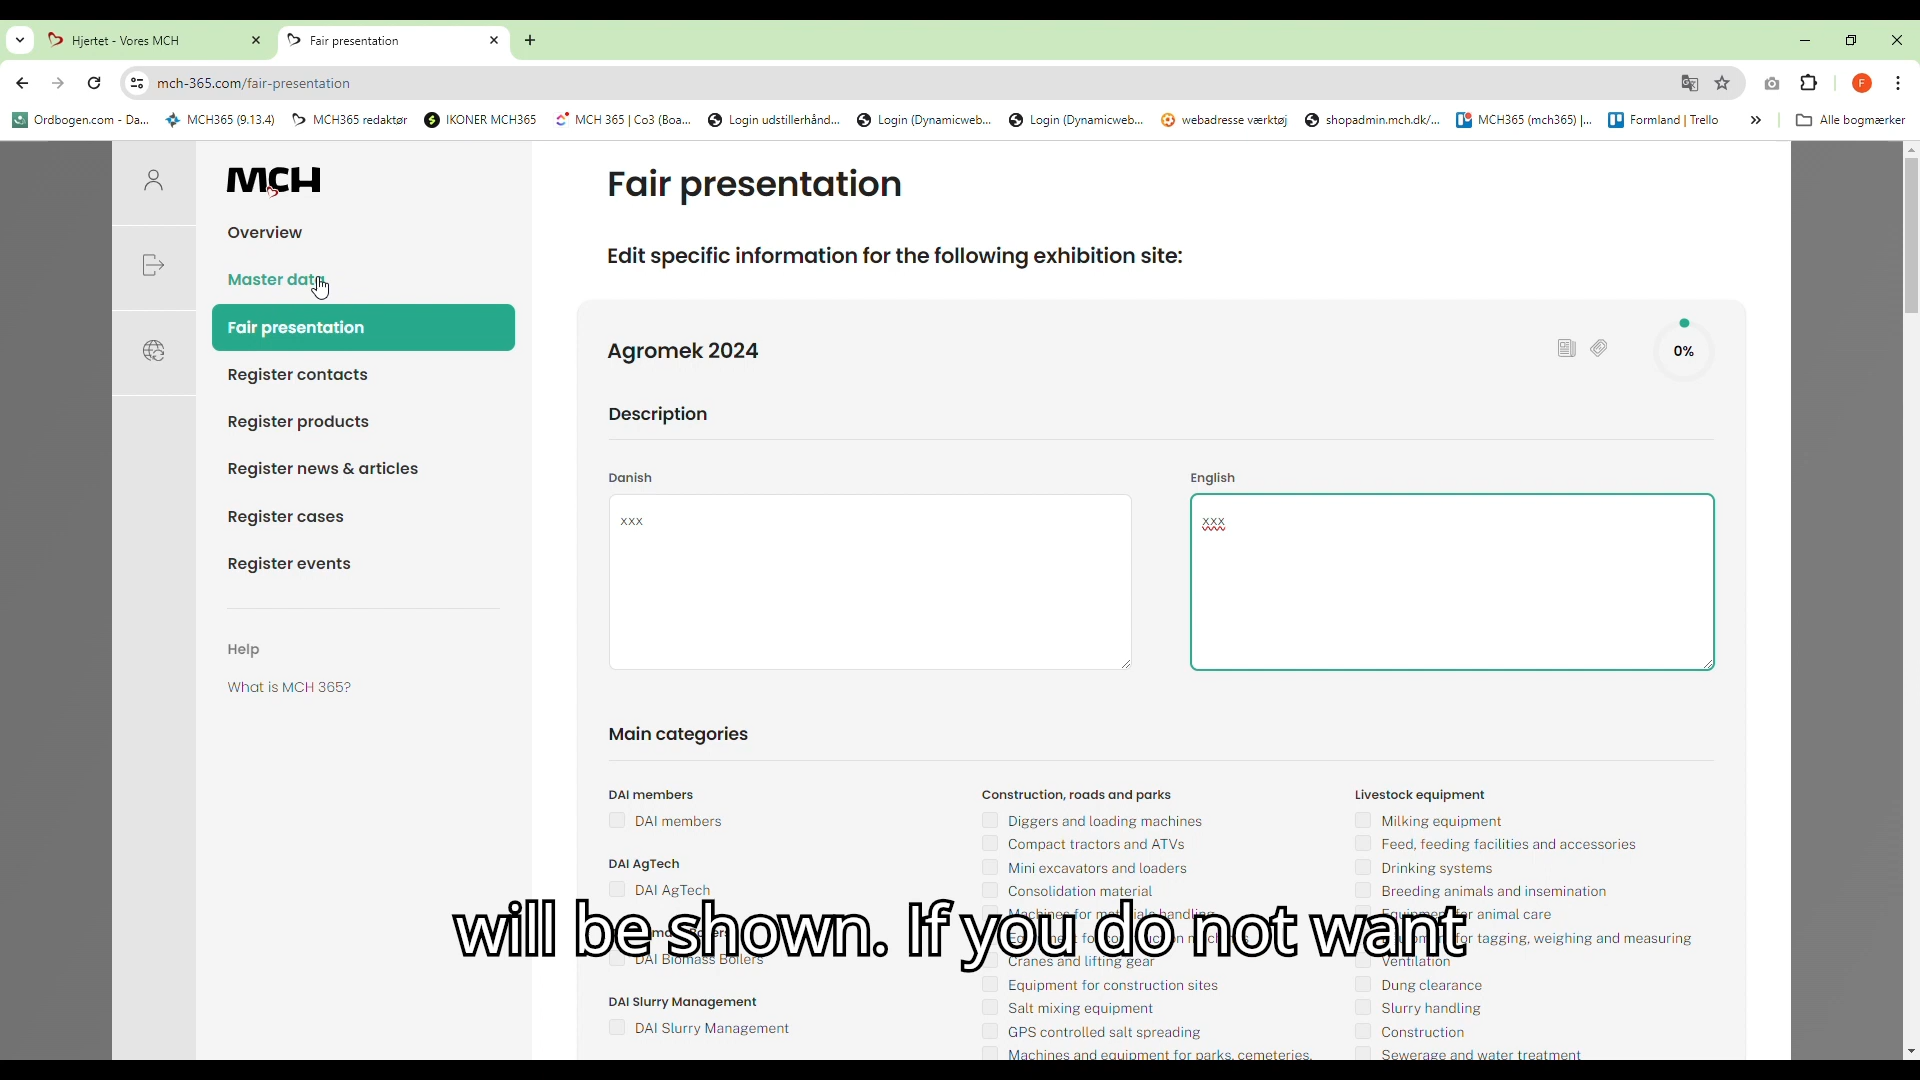 Hjertet - Vores MCH
Fair presentation
mch-365.com/fair-presentation
Ordbogen.com - Da...
MCH365 (9.13.4)
MCH365 redaktør
IKONER MCH365
MCH 365 | Co3 (Boa...
Login udstillerhånd...
Login (Dynamicweb...
Login (Dynamicweb...
webadresse værktøj
shopadmin.mch.dk/...
MCH365 (mch365) |...
Formland | Trello
Alle bogmærker
F
MCH
Overview
Master data
Fair presentation
Register contacts
Register products
Register news & articles
Register cases
Register events
Help
What is MCH 365?
Fair presentation
Edit specific information for the following exhibition site:
Agromek 2024
0%
Description
Danish
xxx
English
xxx
Main categories
DAI members
DAI members
DAI AgTech
DAI AgTech
DAI Biomass Boilers
DAI Slurry Management
DAI Slurry Management
Construction, roads and parks
Diggers and loading machines
Compact tractors and ATVs
Mini excavators and loaders
Consolidation material
Machines for materials handling
Cranes and lifting gear
Equipment for construction sites
Salt mixing equipment
GPS controlled salt spreading
Machines and equipment for parks, cemeteries,
Livestock equipment
Milking equipment
Feed, feeding facilities and accessories
Drinking systems
Breeding animals and insemination
Equipment for animal care
Equipment for tagging, weighing and measuring
Ventilation
Dung clearance
Slurry handling
Construction
Sewerage and water treatment
will be shown. If you do not want